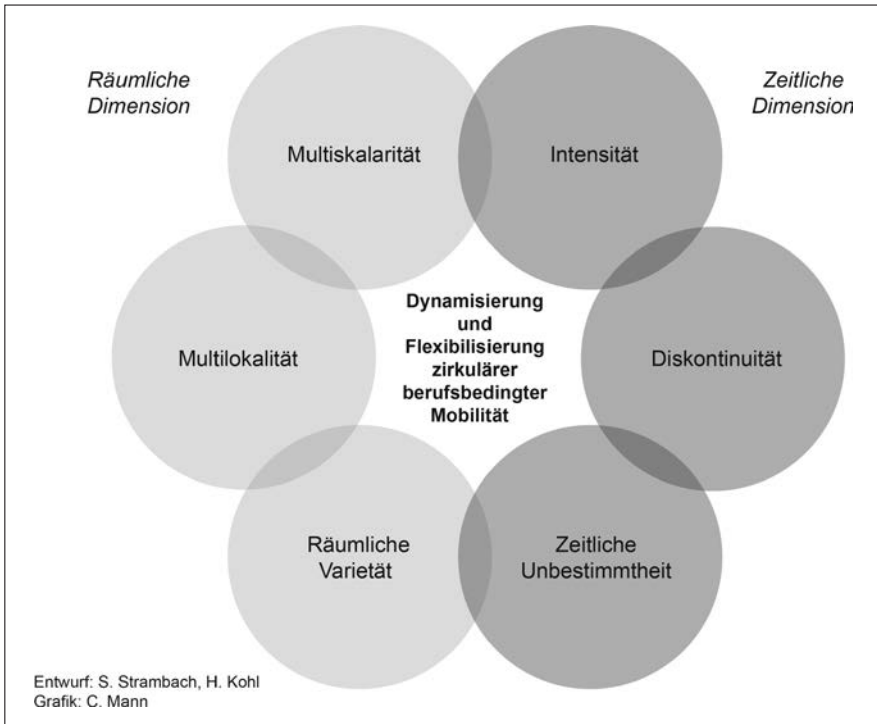 Räumliche
Dimension
Zeitliche
Dimension
Multiskalarität
Intensität
Multilokalität
Dynamisierung
und
Flexibilisierung
zirkulärer
berufsbedingter
Mobilität
Diskontinuität
Räumliche
Varietät
Zeitliche
Unbestimmtheit
Entwurf: S. Strambach, H. Kohl
Grafik: C. Mann